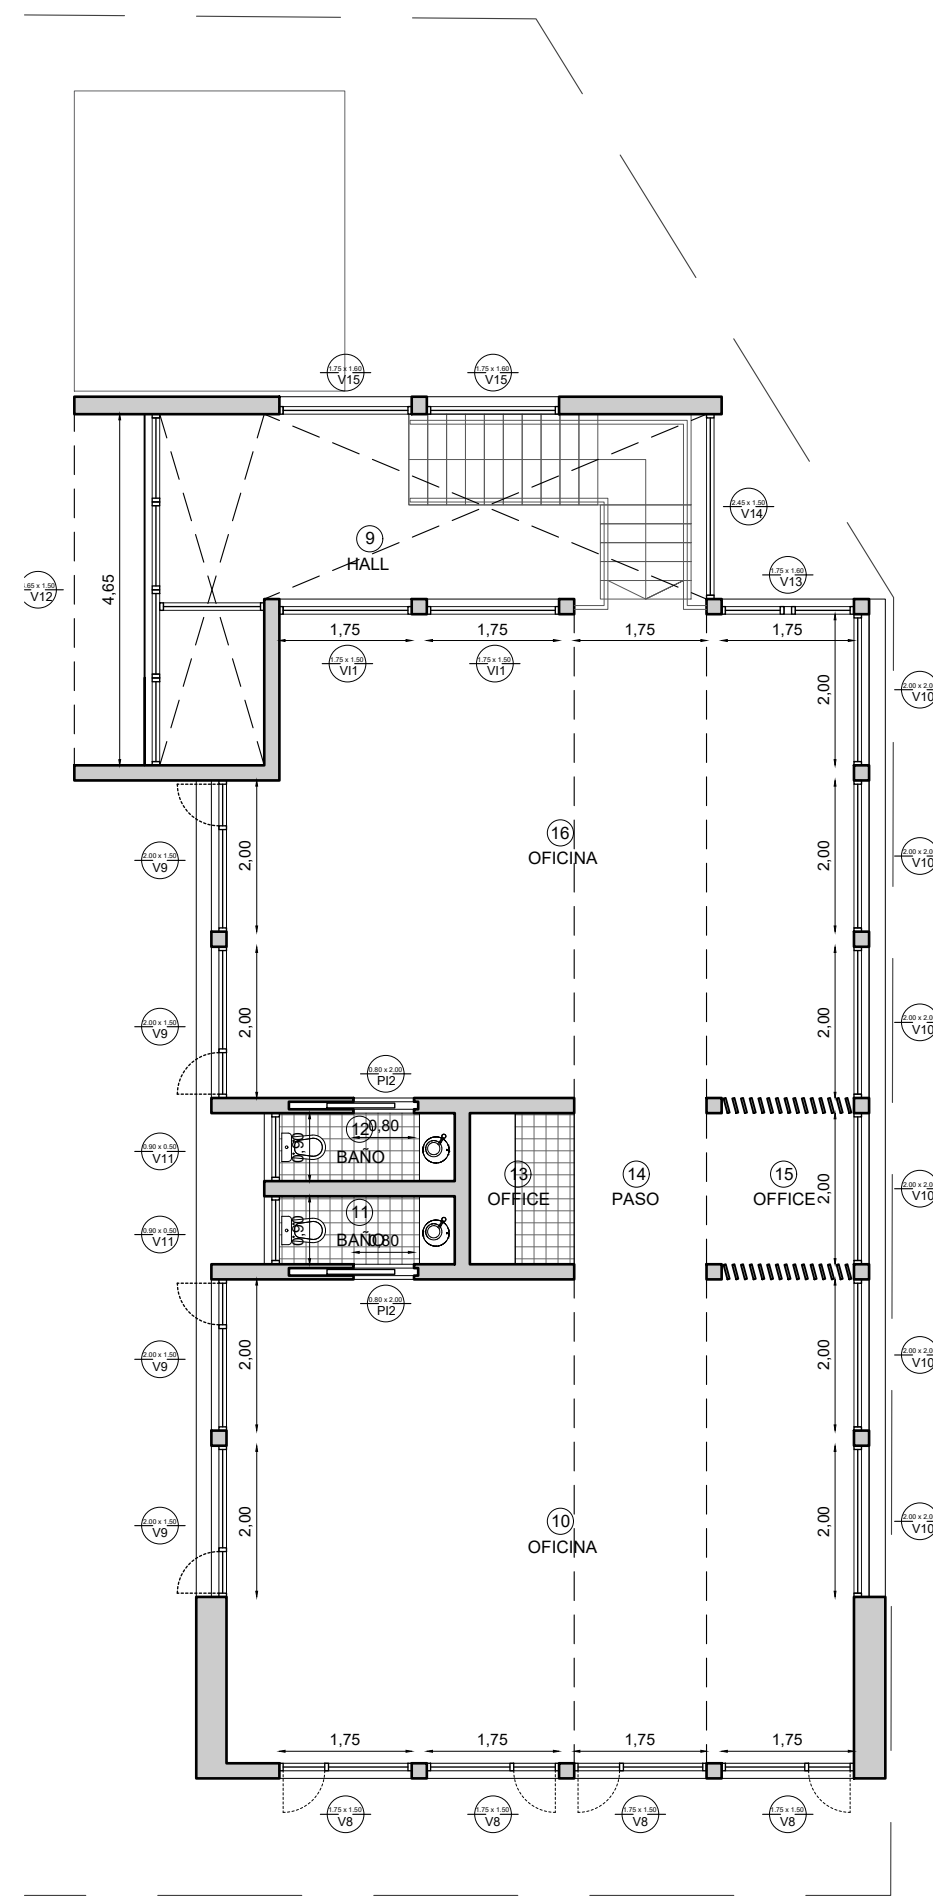 1.75 x 1.60
V15
1.75 x 1.60
V15
2.45 x 1.50
V14
9
HALL
1.75 x 1.60
V13
.65 x 1.50
V12
4,65
1,75
1,75
1,75
1,75
1.75 x 1.50
VI1
1.75 x 1.50
VI1
2,00
2.00 x 2.0
V10
16
OFICINA
2.00 x 1.50
V9
2,00
2,00
2.00 x 2.0
V10
2.00 x 1.50
V9
2,00
2,00
2.00 x 2.0
V10
0.80 x 2.00
PI2
12
0,80
0,90
BAÑO
0.90 x 0.50
V11
13
OFFICE
14
PASO
15
OFFICE
2,00
2.00 x 2.0
V10
11
0,90
BAÑO
0,80
0.90 x 0.50
V11
0.80 x 2.00
PI2
2.00 x 1.50
V9
2,00
2,00
2.00 x 2.0
V10
10
OFICINA
2.00 x 1.50
V9
2,00
2,00
2.00 x 2.0
V10
1,75
1,75
1,75
1,75
1.75 x 1.50
V8
1.75 x 1.50
V8
1.75 x 1.50
V8
1.75 x 1.50
V8